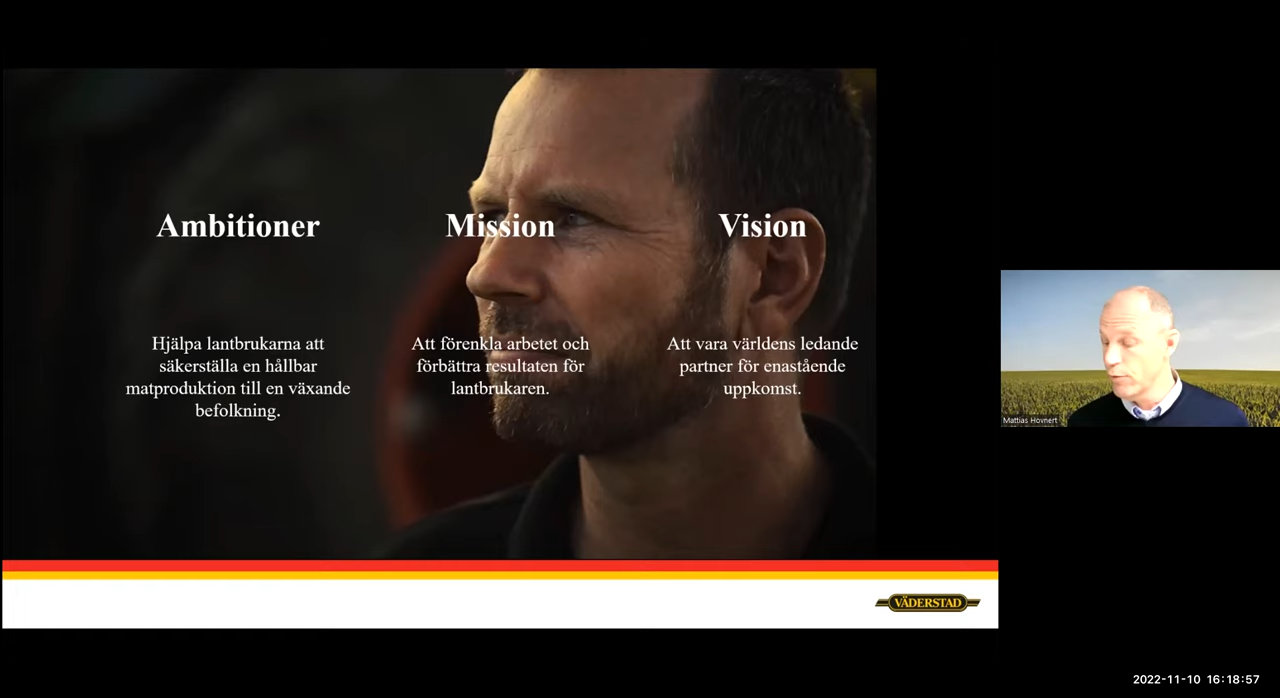 Ambitioner
Hjälpa lantbrukarna att
säkerställa en hållbar
matproduktion till en växande
befolkning.
Mission
Att förenkla arbetet och
förbättra resultaten för
lantbrukaren.
Vision
Att vara världens ledande
partner för enastående
uppkomst.
VÄDERSTAD
Mattias Hovnert
2022-11-10 16:18:57